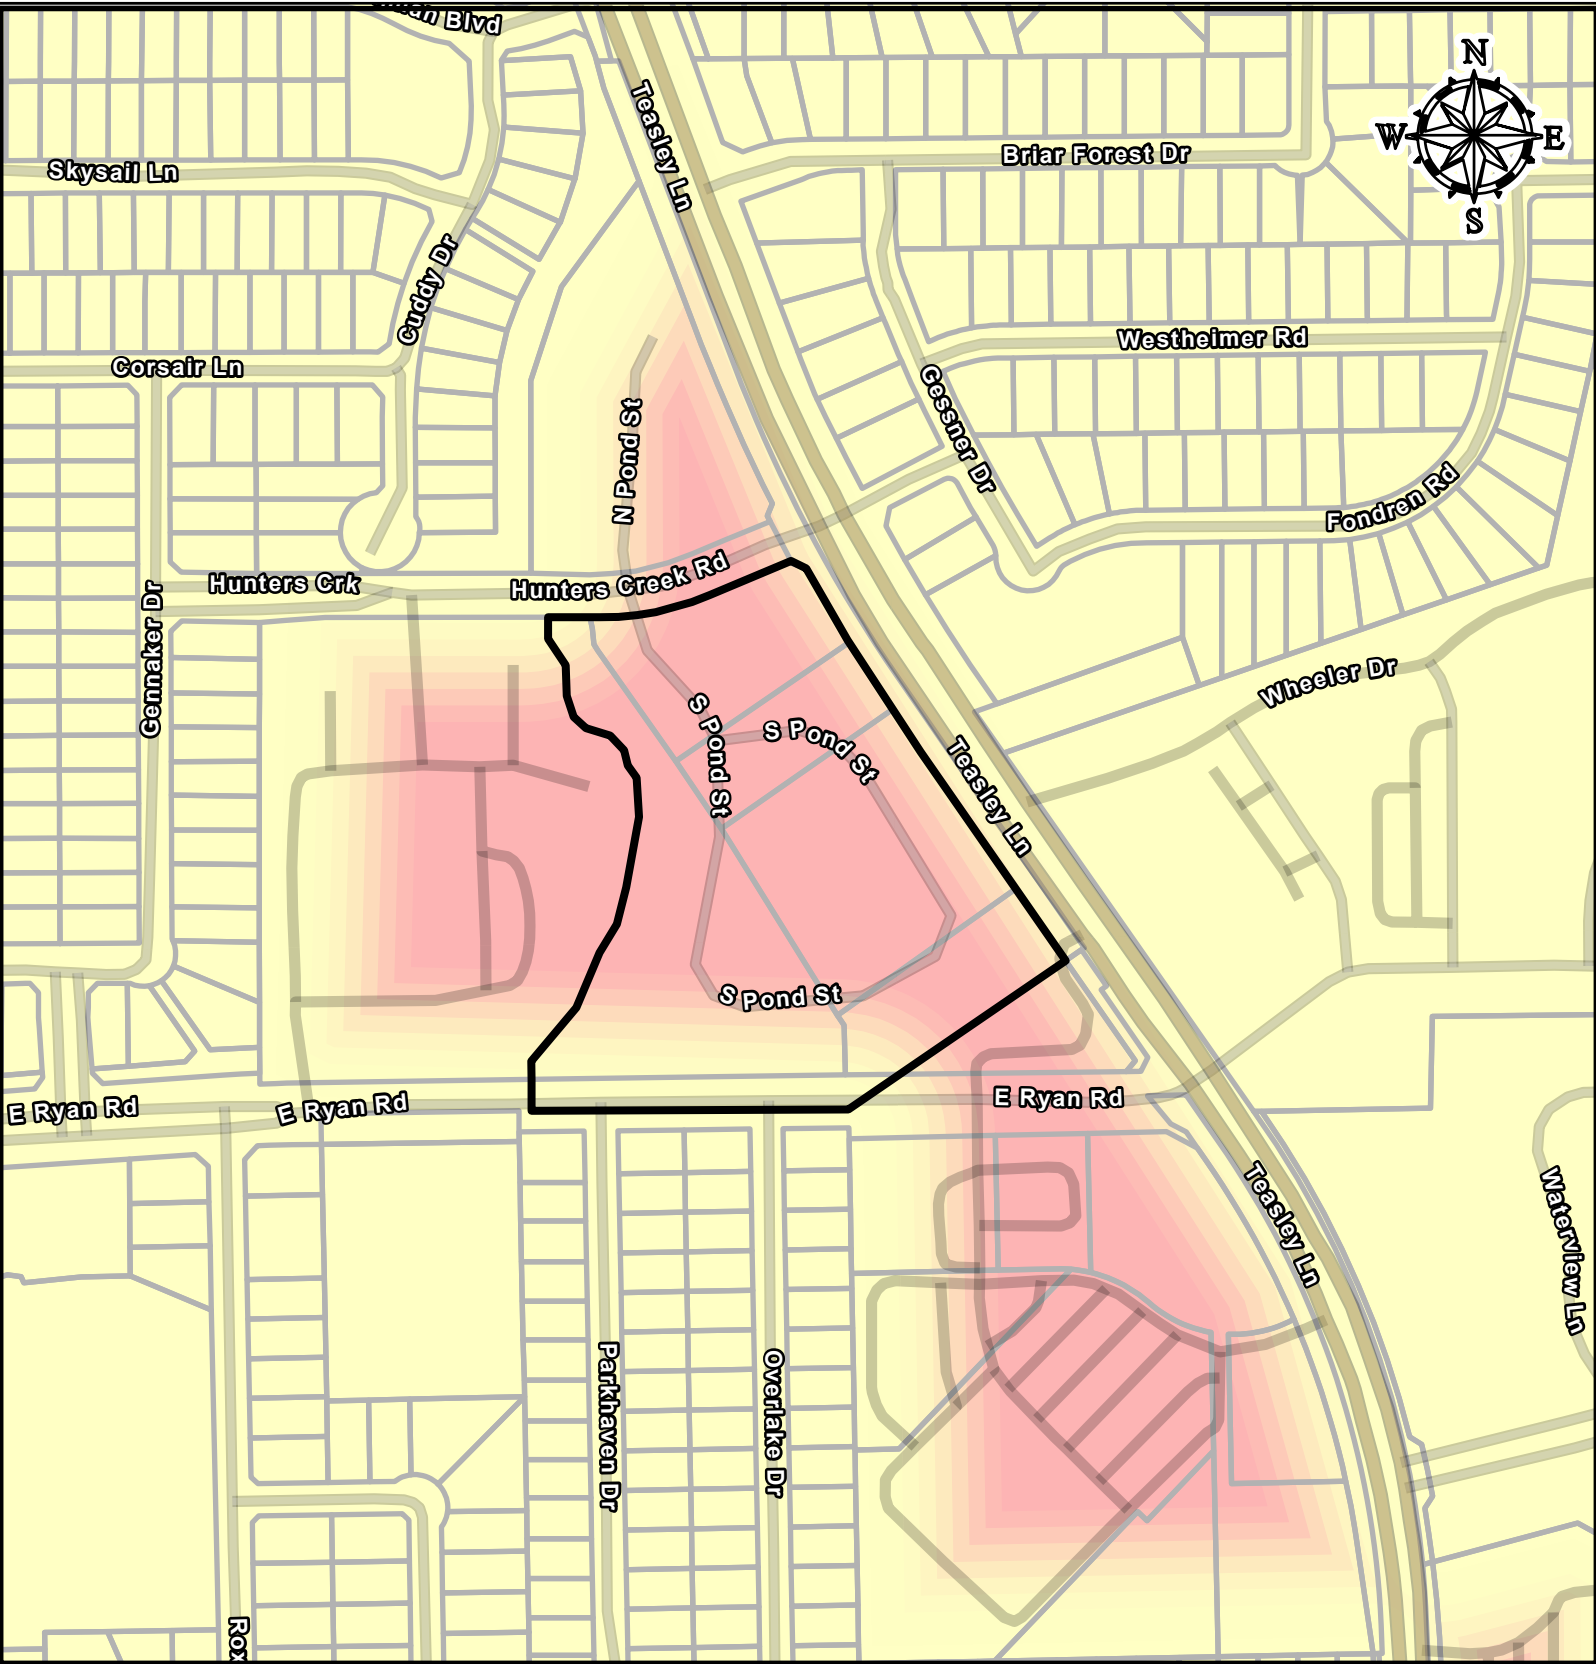 Blvd
N
W
E
S
Teasley Ln
Briar Forest Dr
Skysail Ln
Cuddy Dr
Westheimer Rd
Corsair Ln
Gessner Dr
N Pond St
Fondren Rd
Hunters Crk
Hunters Creek Rd
Gennaker Dr
Wheeler Dr
S Pond St
S Pond St
Teasley Ln
S Pond St
E Ryan Rd
E Ryan Rd
E Ryan Rd
Teasley Ln
Waterview Ln
Parkhaven Dr
Overlake Dr
Rox